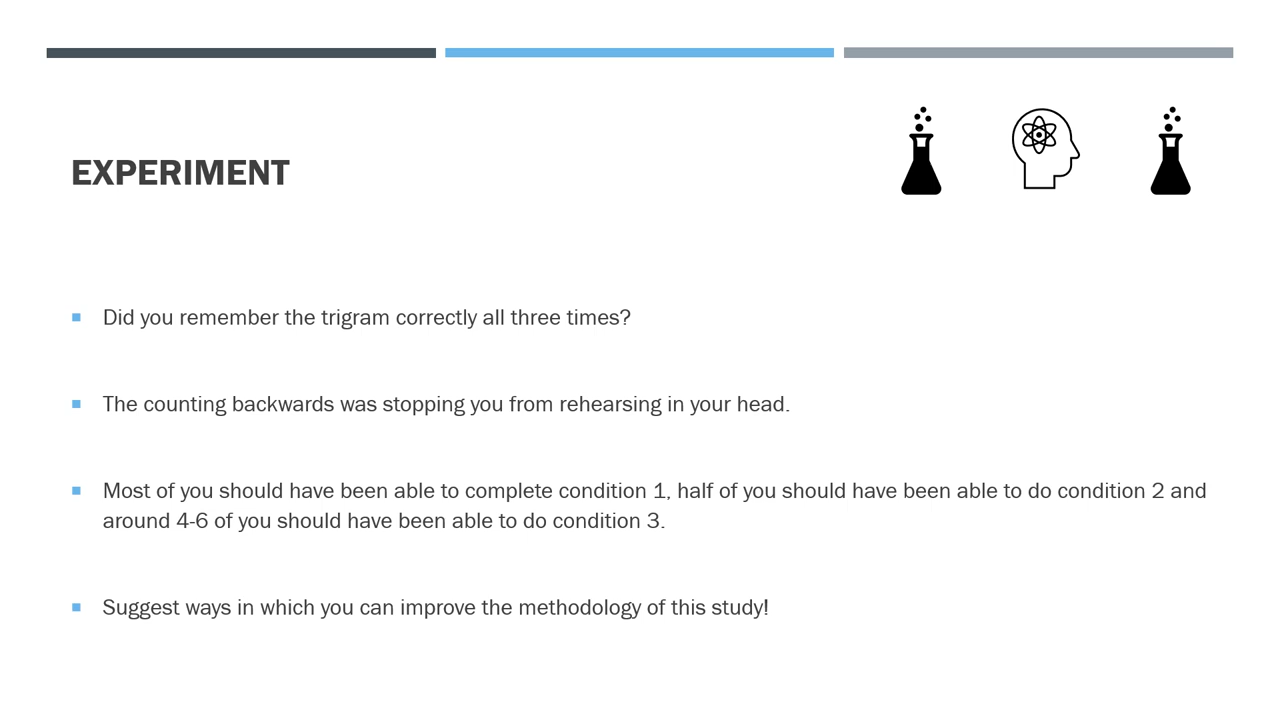 EXPERIMENT
Did you remember the trigram correctly all three times?
The counting backwards was stopping you from rehearsing in your head.
Most of you should have been able to complete condition 1, half of you should have been able to do condition 2 and
around 4-6 of you should have been able to do condition 3.
Suggest ways in which you can improve the methodology of this study!